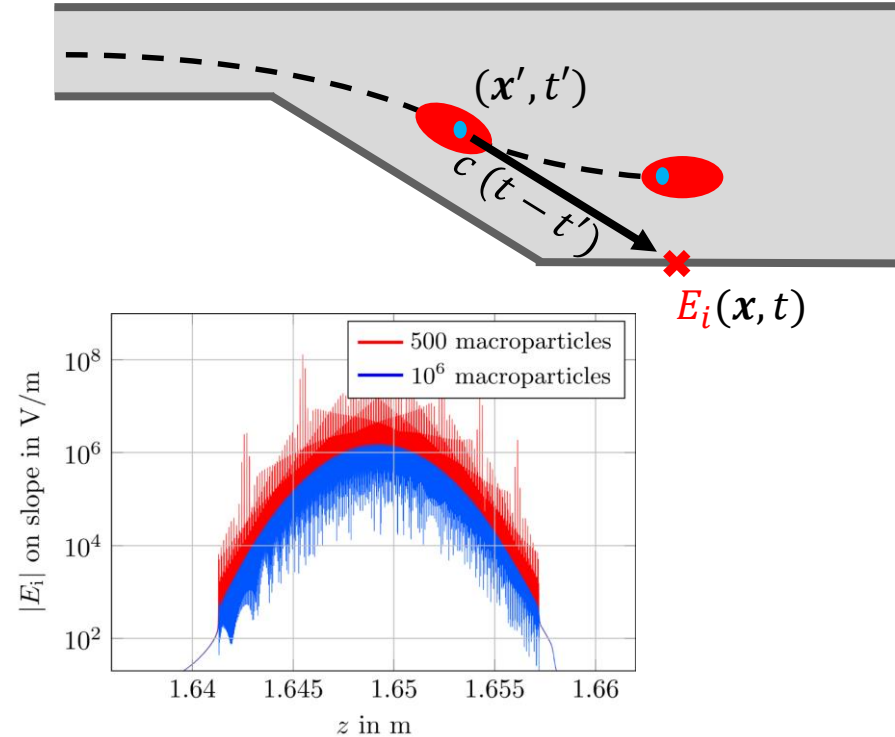 (x′, t′)
c (t − t′)
E_i(x, t)
500 macroparticles
10^6 macroparticles
|E_i| on slope in V/m
10^8
10^6
10^4
10^2
1.64 1.645 1.65 1.655 1.66
z in m